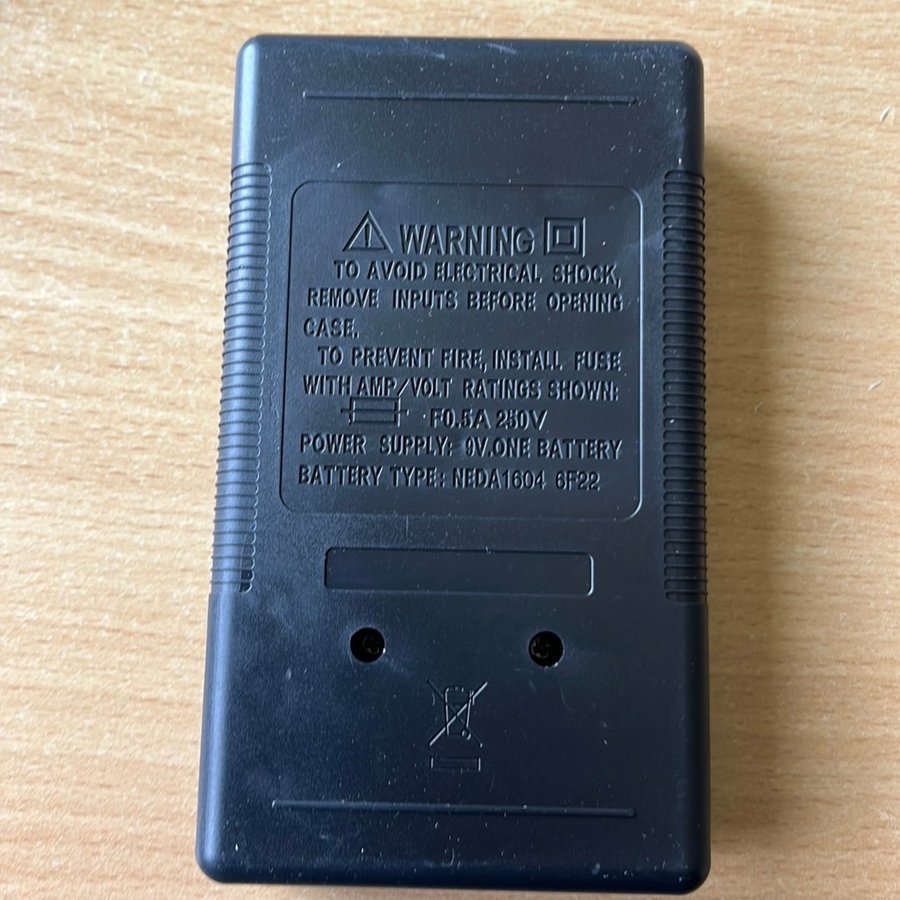 WARNING
TO AVOID ELECTRICAL SHOCK,
REMOVE INPUTS BEFORE OPENING
CASE.
TO PREVENT FIRE, INSTALL FUSE
WITH AMP/VOLT RATINGS SHOWN:
F0.5A 250V
POWER SUPPLY: 9V.ONE BATTERY
BATTERY TYPE: NEDA1604 6F22